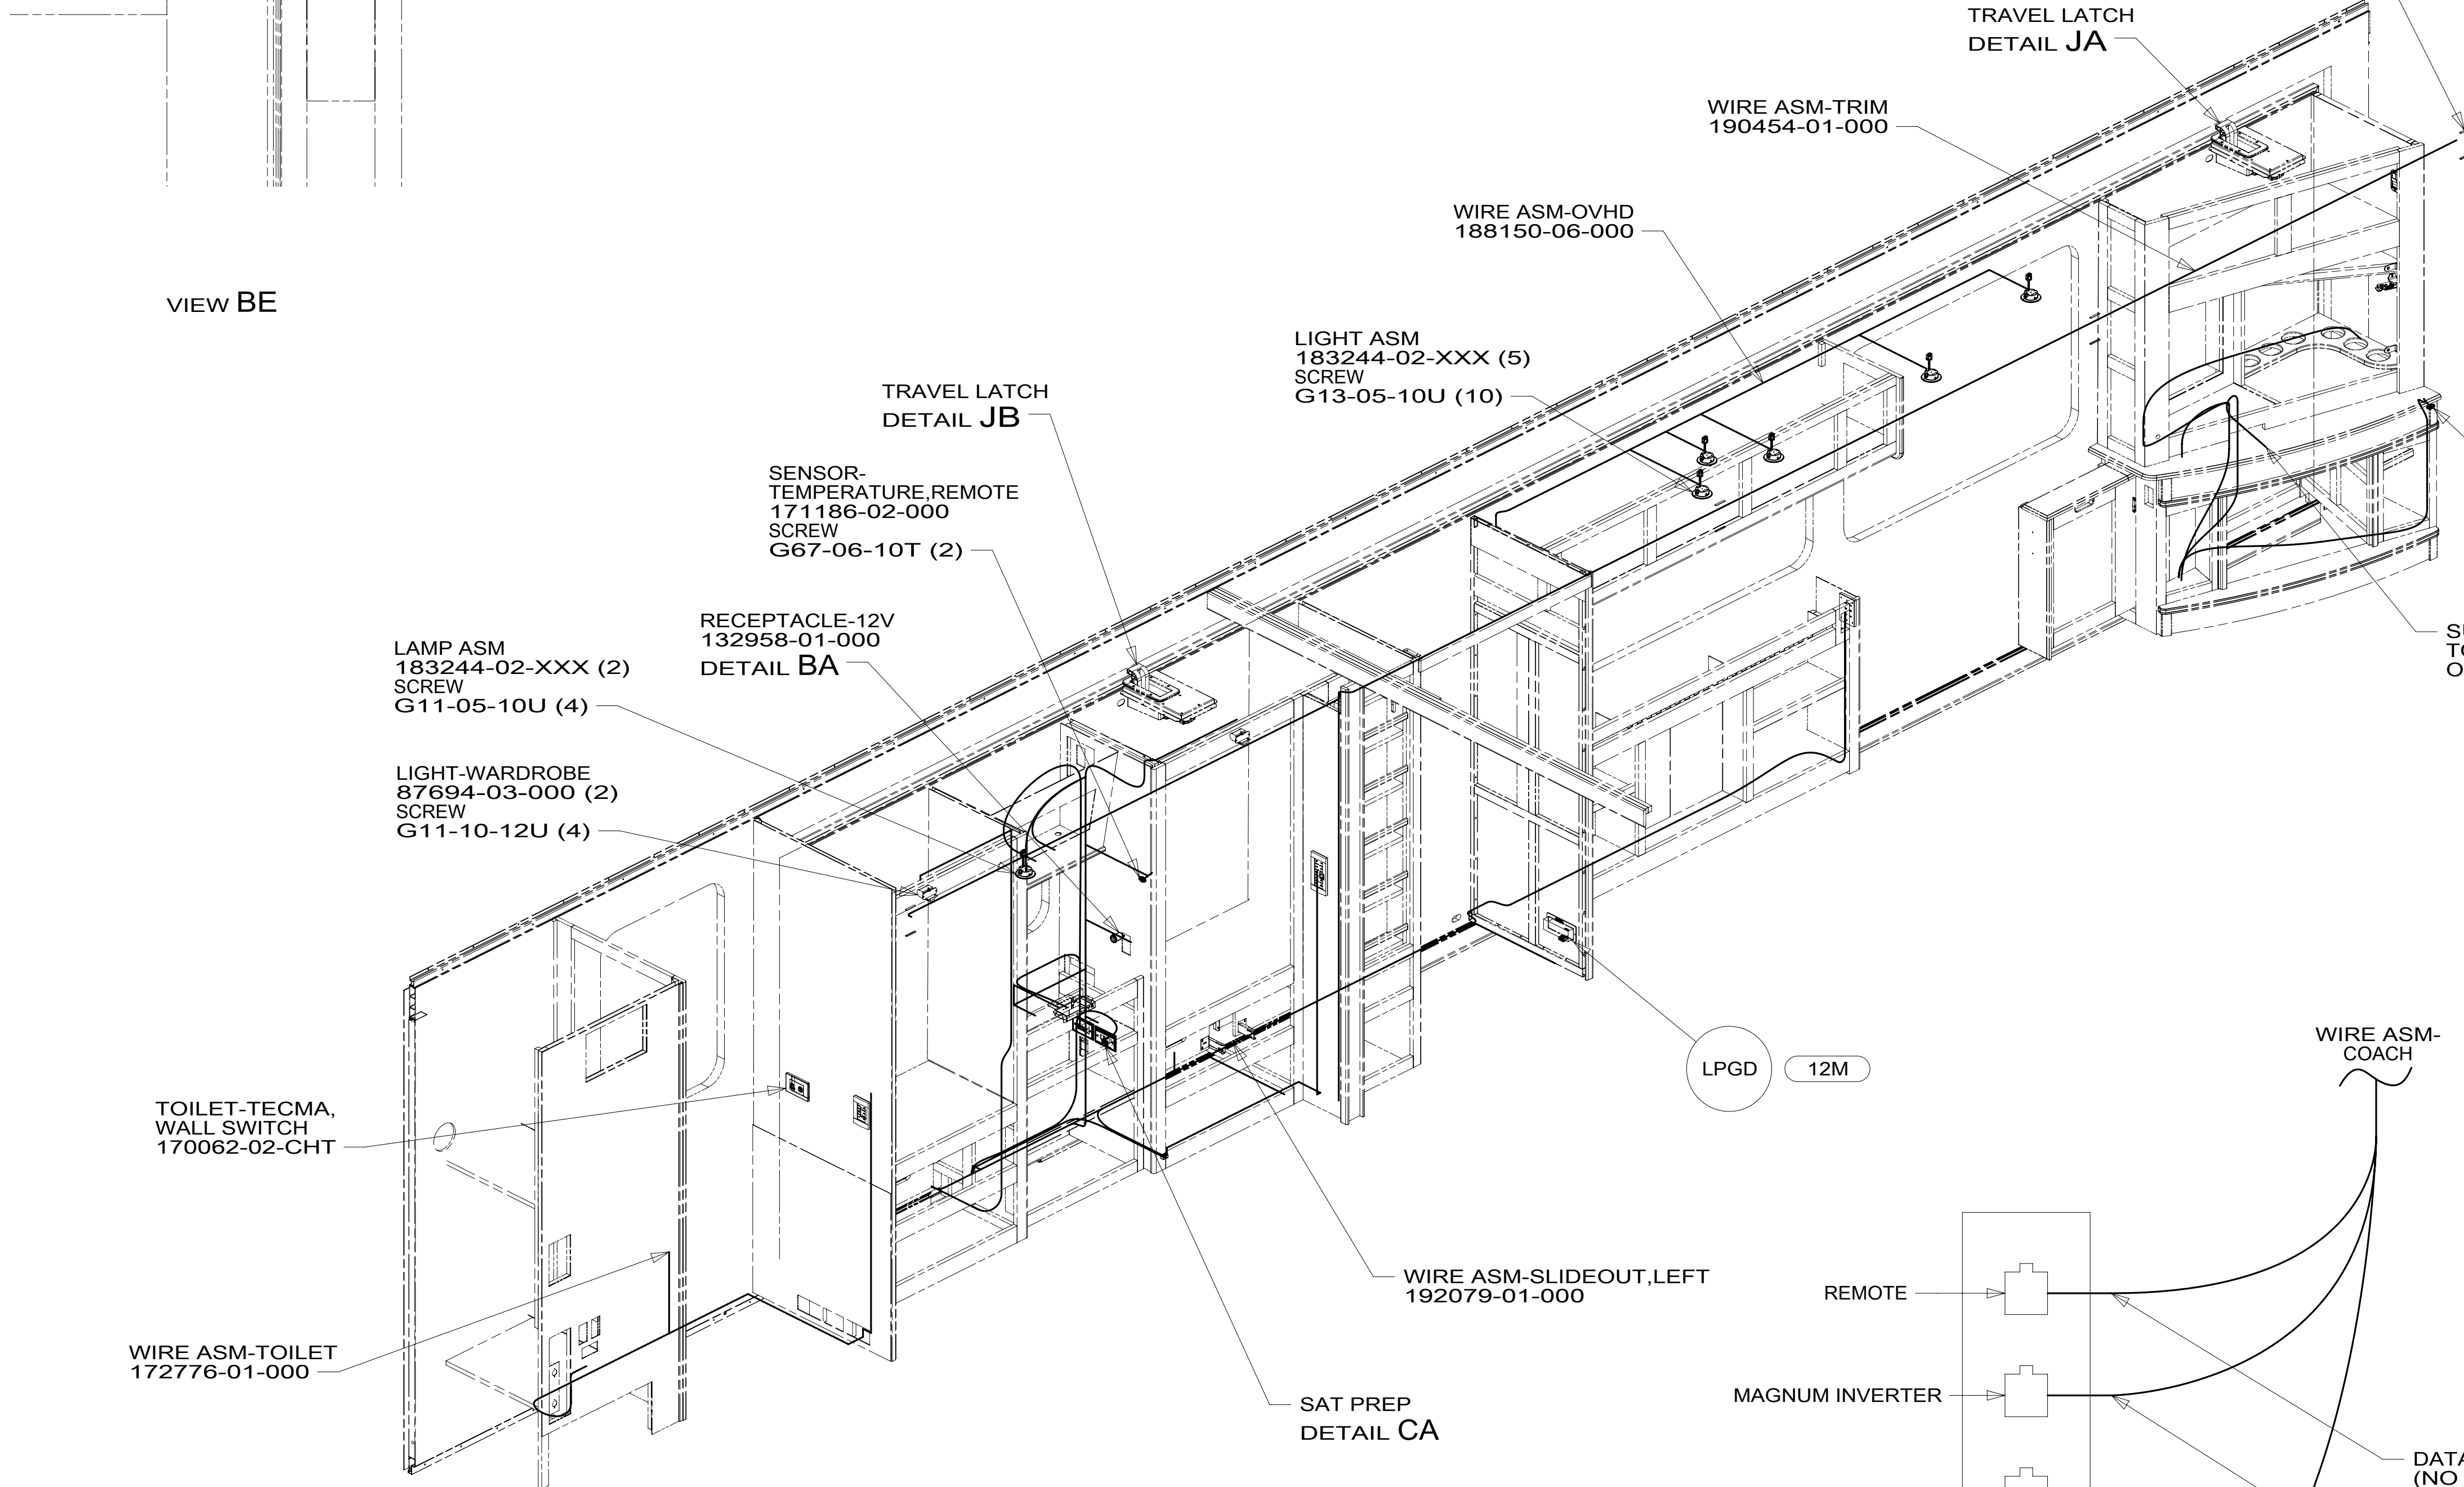 TRAVEL LATCH
DETAIL JA
WIRE ASM-TRIM
190454-01-000
WIRE ASM-OVHD
188150-06-000
VIEW BE
LIGHT ASM
183244-02-XXX (5)
SCREW
G13-05-10U (10)
TRAVEL LATCH
DETAIL JB
SENSOR-
TEMPERATURE,REMOTE
171186-02-000
SCREW
G67-06-10T (2)
RECEPTACLE-12V
132958-01-000
DETAIL BA
LAMP ASM
183244-02-XXX (2)
SCREW
G11-05-10U (4)
LIGHT-WARDROBE
87694-03-000 (2)
SCREW
G11-10-12U (4)
LPGD
12M
WIRE ASM-
COACH
TOILET-TECMA,
WALL SWITCH
170062-02-CHT
WIRE ASM-SLIDEOUT,LEFT
192079-01-000
REMOTE
WIRE ASM-TOILET
172776-01-000
MAGNUM INVERTER
SAT PREP
DETAIL CA
DATA
(NO